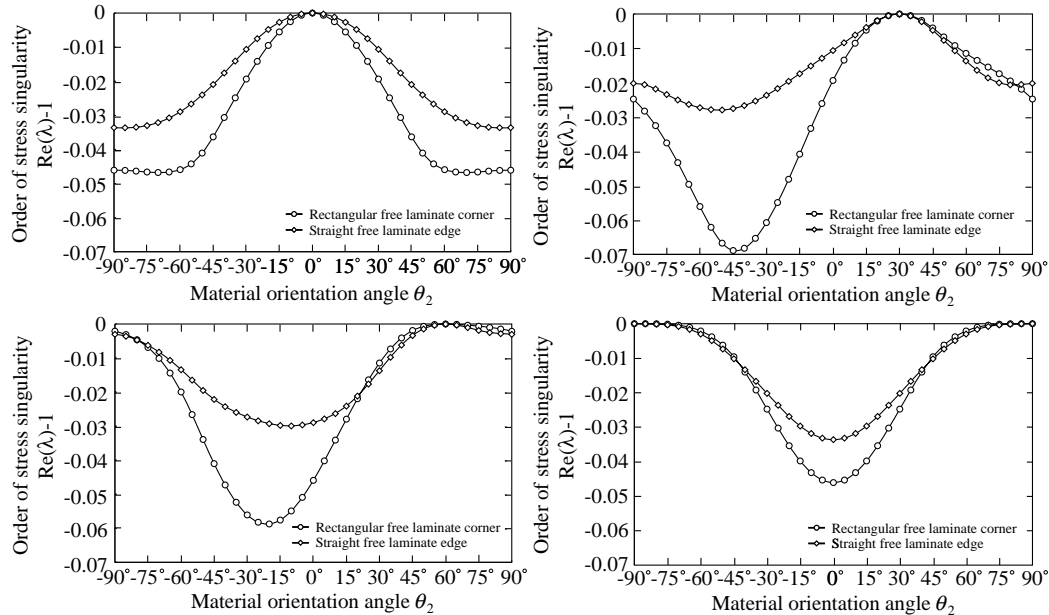 Order of stress singularity
Re(λ)-1
0
-0.01
-0.02
-0.03
-0.04
-0.05
-0.06
-0.07
Rectangular free laminate corner
Straight free laminate edge
-90° -75° -60° -45° -30° -15° 0° 15° 30° 45° 60° 75° 90°
Material orientation angle θ2
Order of stress singularity
Re(λ)-1
0
-0.01
-0.02
-0.03
-0.04
-0.05
-0.06
-0.07
Rectangular free laminate corner
Straight free laminate edge
-90° -75° -60° -45° -30° -15° 0° 15° 30° 45° 60° 75° 90°
Material orientation angle θ2
Order of stress singularity
Re(λ)-1
0
-0.01
-0.02
-0.03
-0.04
-0.05
-0.06
-0.07
Rectangular free laminate corner
Straight free laminate edge
-90° -75° -60° -45° -30° -15° 0° 15° 30° 45° 60° 75° 90°
Material orientation angle θ2
Order of stress singularity
Re(λ)-1
0
-0.01
-0.02
-0.03
-0.04
-0.05
-0.06
-0.07
Rectangular free laminate corner
Straight free laminate edge
-90° -75° -60° -45° -30° -15° 0° 15° 30° 45° 60° 75° 90°
Material orientation angle θ2